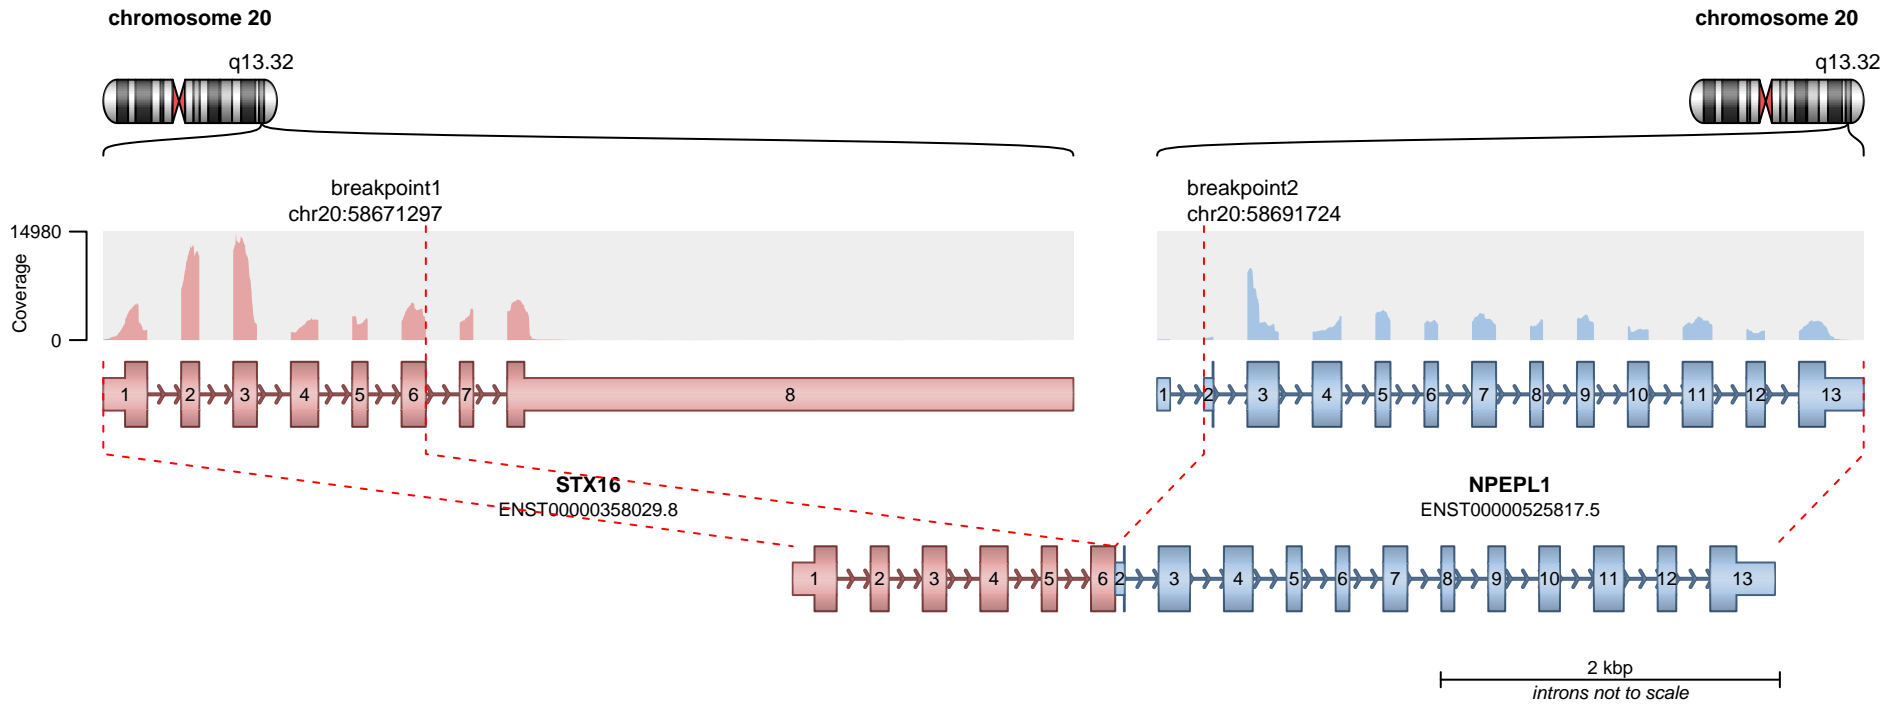 chromosome 20
chromosome 20
q13.32
q13.32
breakpoint1
chr20:58671297
breakpoint2
chr20:58691724
14980
Coverage
0
1 2 3 4 5 6 7 8
1 2 3 4 5 6 7 8 9 10 11 12 13
STX16
ENST00000358029.8
NPEPL1
ENST00000525817.5
1 2 3 4 5 6 2 3 4 5 6 7 8 9 10 11 12 13
2 kbp
introns not to scale